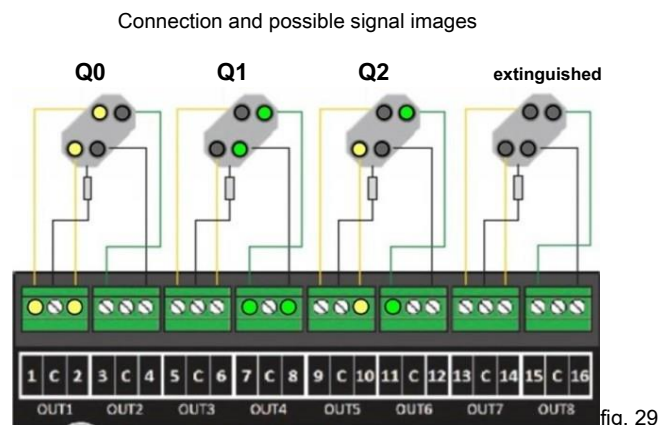 Connection and possible signal images
Q0 Q1 Q2 extinguished
1 C 2 3 C 4 5 C 6 7 C 8 9 C 10 11 C 12 13 C 14 15 C 16
OUT1 OUT2 OUT3 OUT4 OUT5 OUT6 OUT7 OUT8
fig. 29